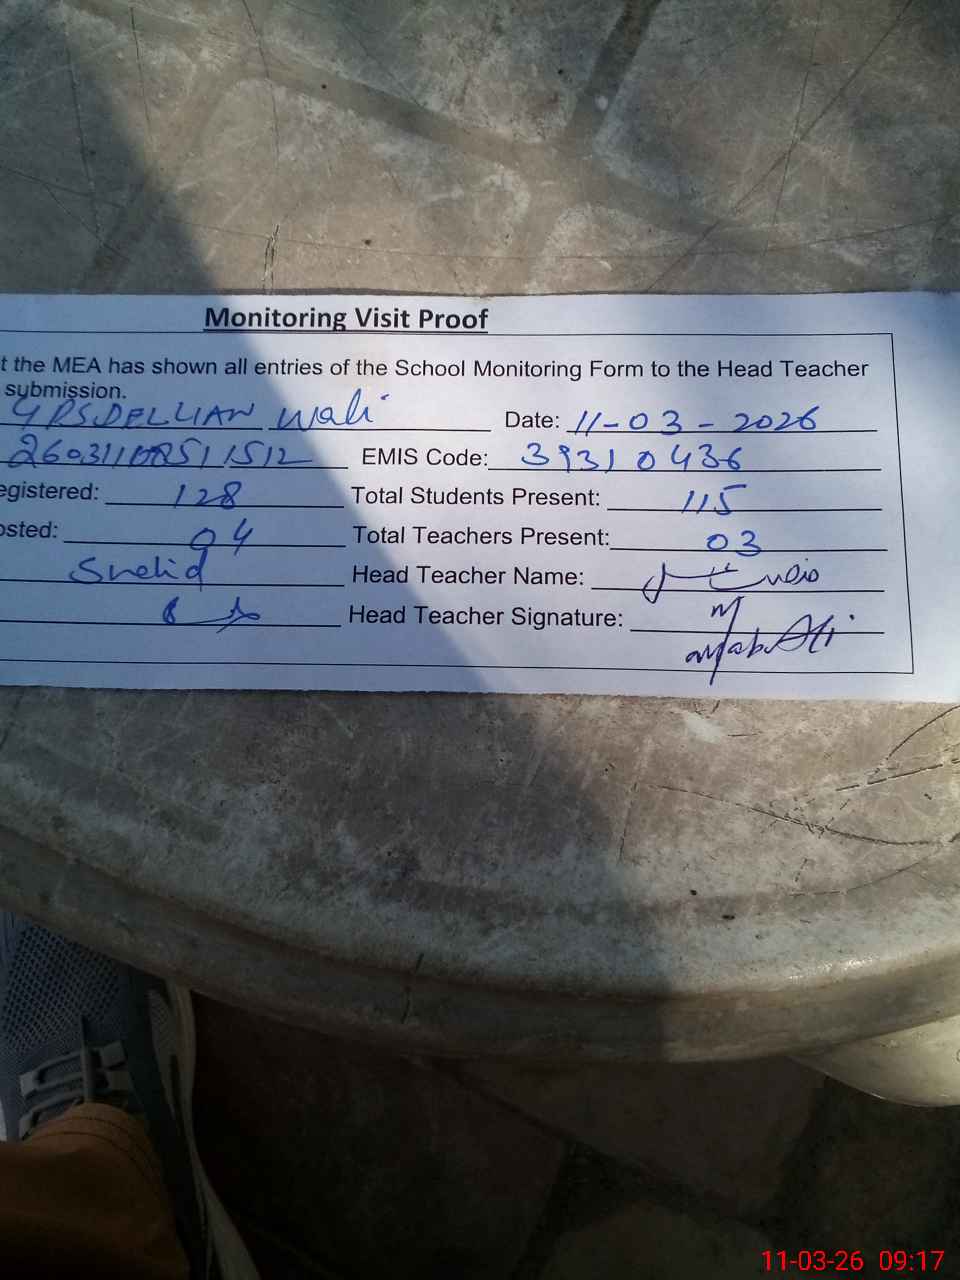 Monitoring Visit Proof
t the MEA has shown all entries of the School Monitoring Form to the Head Teacher
submission.
GPS DELLIAN Wali Date: 11-03-2026
EMIS Code: 39310436
egistered: 128 Total Students Present: 115
osted: 04 Total Teachers Present: 03
Head Teacher Name:
Head Teacher Signature:
11-03-26 09:17